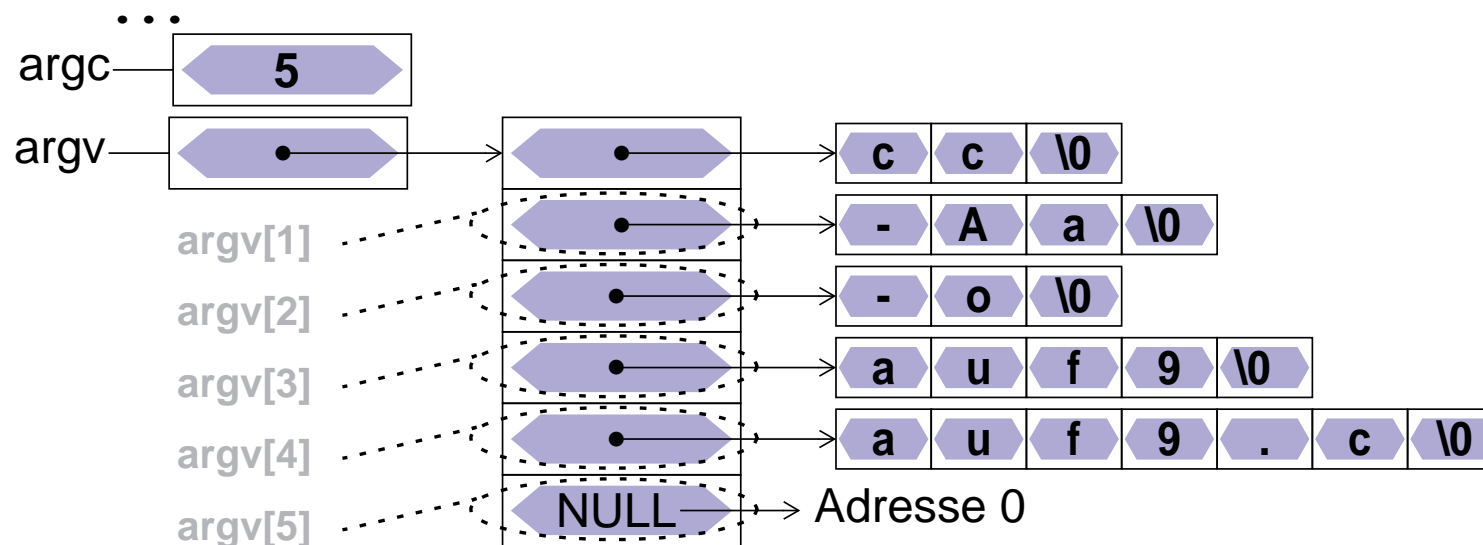 ...
argc 5
argv c c \0
argv[1] - A a \0
argv[2] - o \0
argv[3] a u f 9 \0
argv[4] a u f 9 . c \0
argv[5] NULL Adresse 0